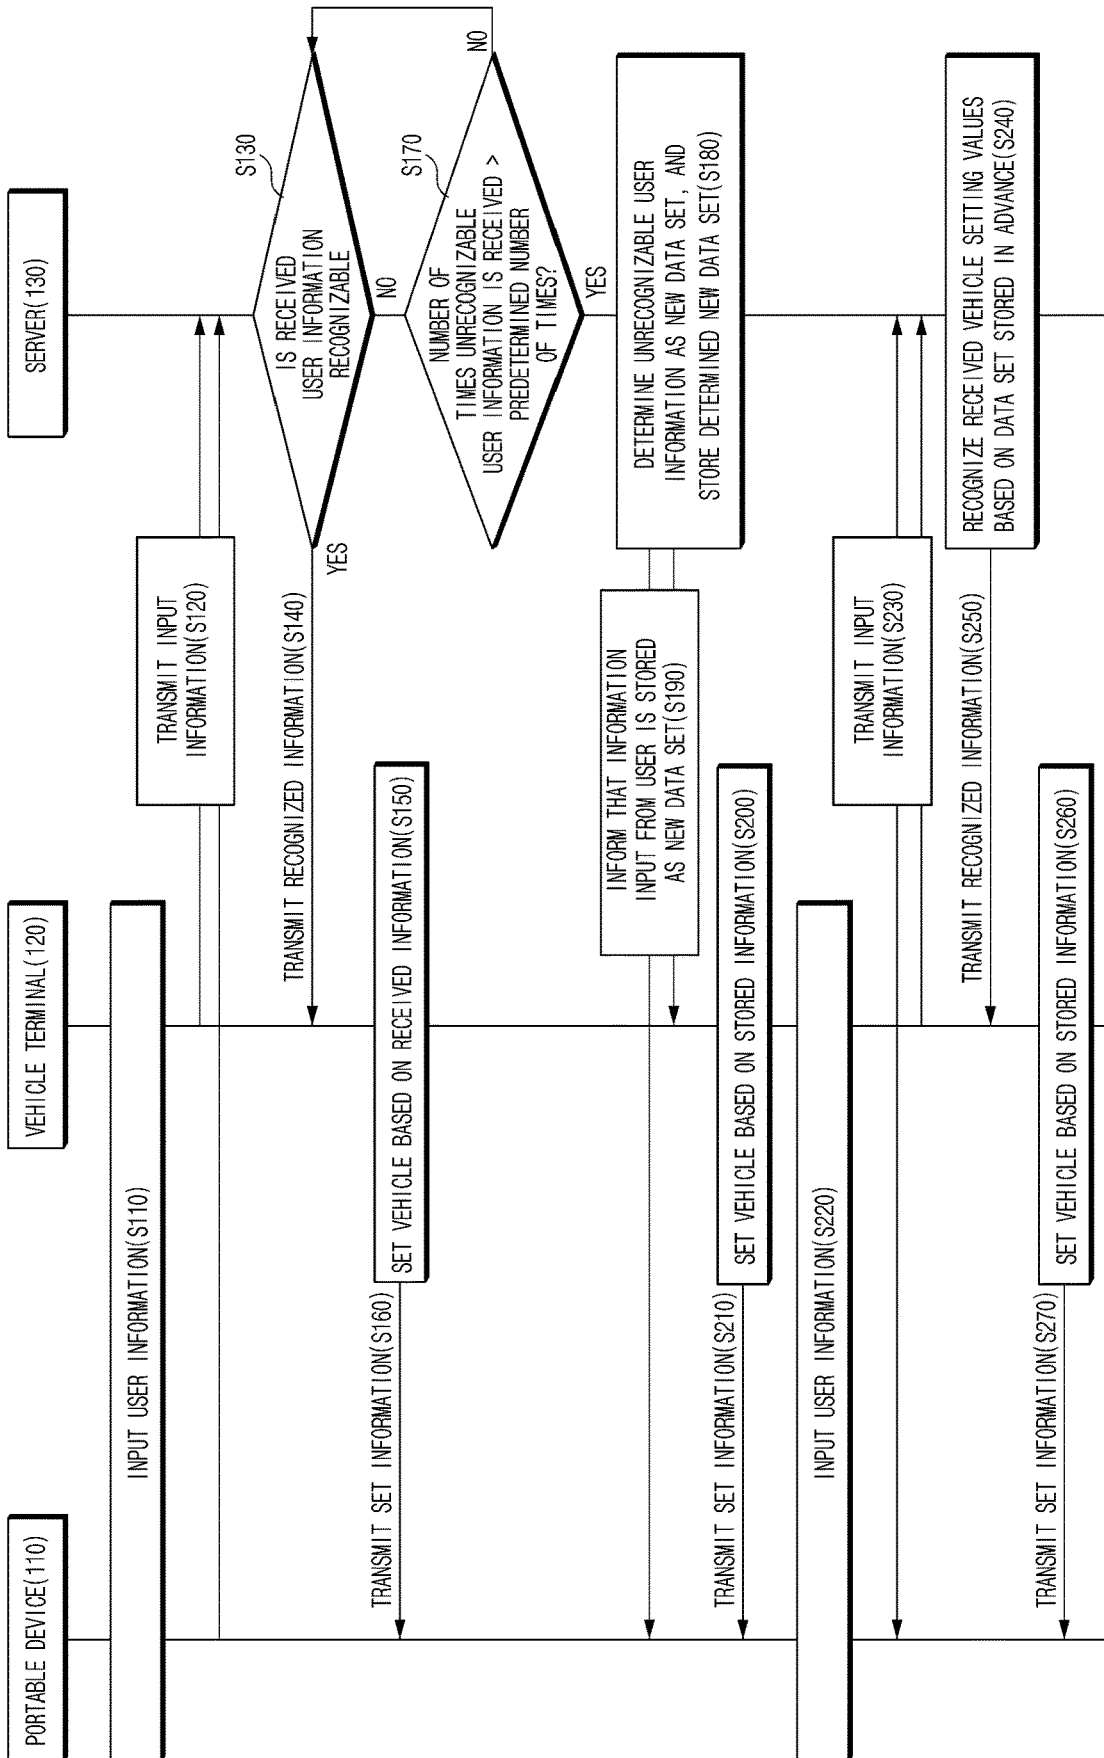 PORTABLE DEVICE(110)
VEHICLE TERMINAL(120)
SERVER(130)
INPUT USER INFORMATION(S110)
TRANSMIT INPUT
INFORMATION(S120)
S130
IS RECEIVED
USER INFORMATION
RECOGNIZABLE
YES
NO
TRANSMIT RECOGNIZED INFORMATION(S140)
SET VEHICLE BASED ON RECEIVED INFORMATION(S150)
TRANSMIT SET INFORMATION(S160)
S170
NUMBER OF
TIMES UNRECOGNIZABLE
USER INFORMATION IS RECEIVED >
PREDETERMINED NUMBER
OF TIMES?
NO
YES
DETERMINE UNRECOGNIZABLE USER
INFORMATION AS NEW DATA SET, AND
STORE DETERMINED NEW DATA SET(S180)
INFORM THAT INFORMATION
INPUT FROM USER IS STORED
AS NEW DATA SET(S190)
SET VEHICLE BASED ON STORED INFORMATION(S200)
TRANSMIT SET INFORMATION(S210)
INPUT USER INFORMATION(S220)
TRANSMIT INPUT
INFORMATION(S230)
RECOGNIZE RECEIVED VEHICLE SETTING VALUES
BASED ON DATA SET STORED IN ADVANCE(S240)
TRANSMIT RECOGNIZED INFORMATION(S250)
SET VEHICLE BASED ON STORED INFORMATION(S260)
TRANSMIT SET INFORMATION(S270)